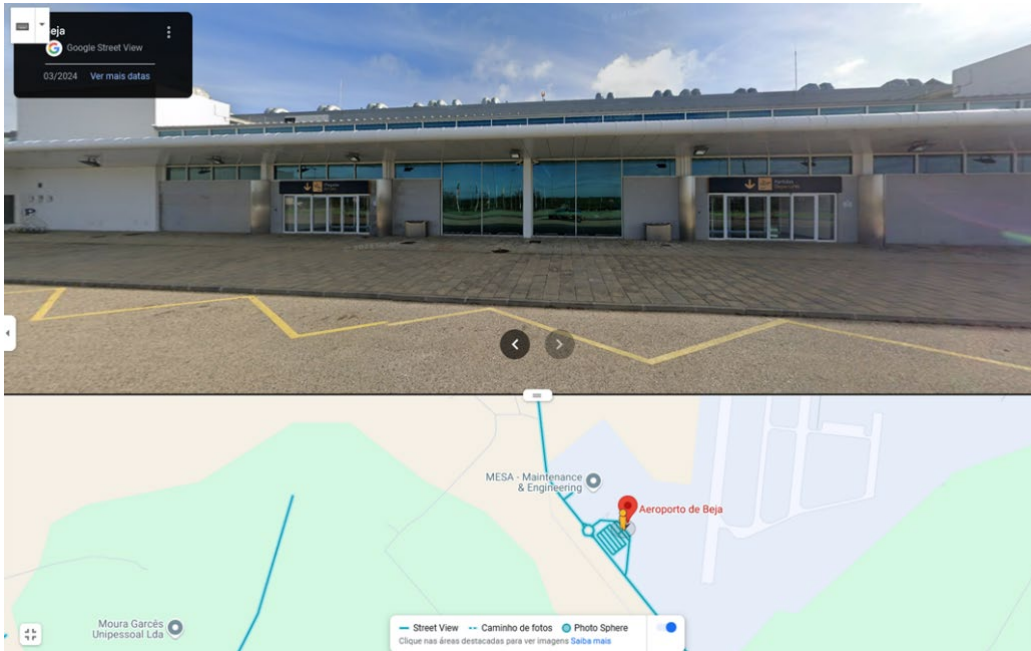 eja
Google Street View
03/2024 Ver mais datas
MESA - Maintenance
& Engineering
Aeroporto de Beja
Moura Garcês
Unipessoal Lda
Street View Caminho de fotos Photo Sphere
Clique nas áreas destacadas para ver imagens Saiba mais